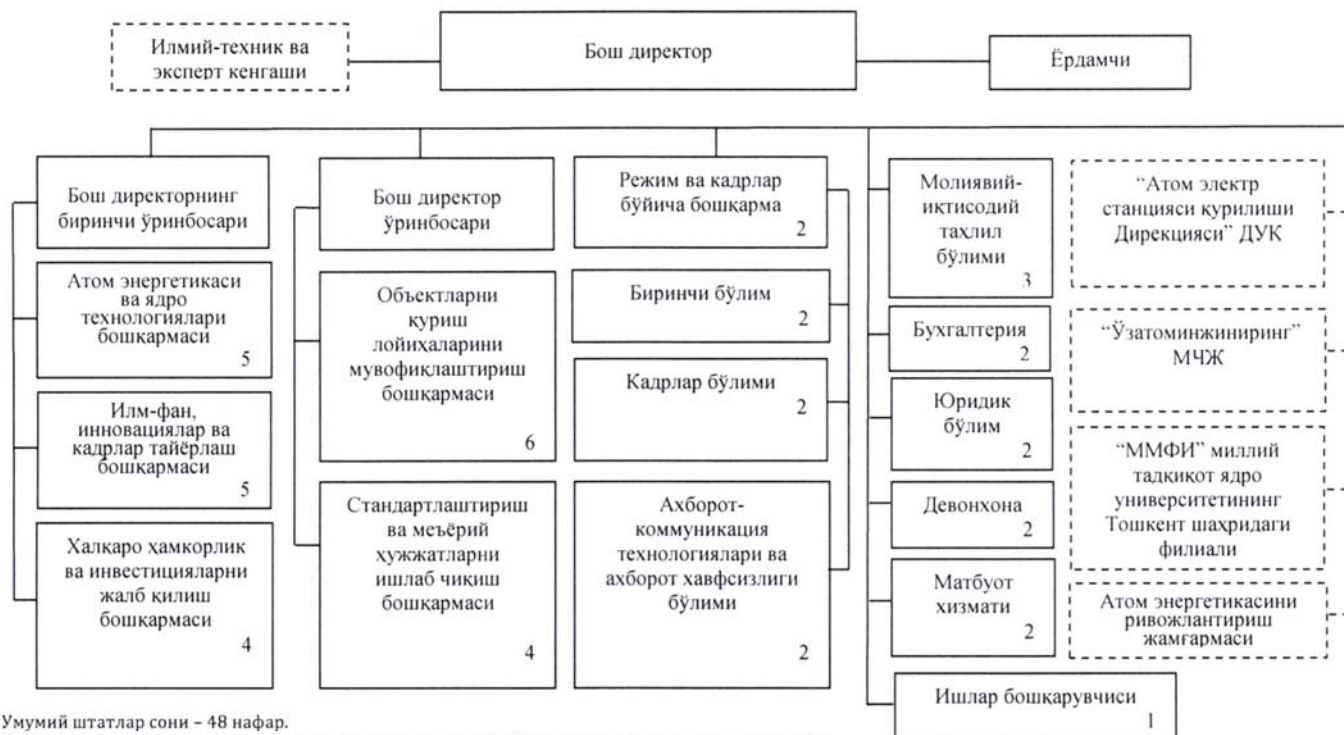 Илмий-техник ва
эксперт кенгаши
Бош директор
Ёрдамчи
Бош директорнинг
биринчи ўринбосари
Атом энергетикаси
ва ядро
технологиялари
бошқармаси
5
Илм-фан,
инновациялар ва
кадрлар тайёрлаш
бошқармаси
5
Халқаро ҳамкорлик
ва инвестицияларни
жалб қилиш
бошқармаси
4
Бош директор
ўринбосари
Объектларни
қуриш
лойиҳаларини
мувофиқлаштириш
бошқармаси
6
Стандартлаштириш
ва меъёрий
ҳужжатларни
ишлаб чиқиш
бошқармаси
4
Режим ва кадрлар
бўйича бошқарма
2
Биринчи бўлим
2
Кадрлар бўлими
2
Ахборот-
коммуникация
технологиялари ва
ахборот хавфсизлиги
бўлими
2
Молиявий-
иқтисодий
таҳлил
бўлими
3
Бухгалтерия
2
Юридик
бўлим
2
Девонхона
2
Матбуот
хизмати
2
Ишлар бошқарувчиси
1
“Атом электр
станцияси қурилиши
Дирекцияси” ДУК
“Ўзатоминжиниринг”
МЧЖ
“ММФИ” миллий
тадқиқот ядро
университетининг
Тошкент шаҳридаги
филиали
Атом энергетикасини
ривожлантириш
жамғармаси
Умумий штатлар сони – 48 нафар.